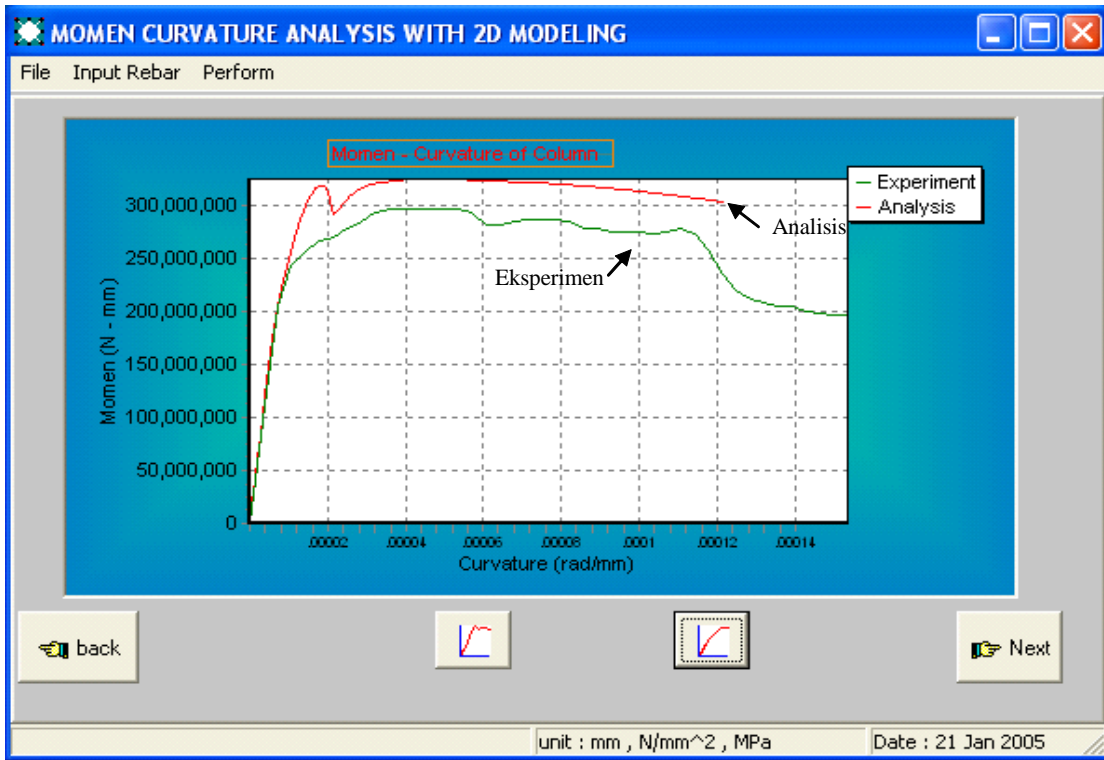 MOMEN CURVATURE ANALYSIS WITH 2D MODELING
File Input Rebar Perform
Momen - Curvature of Column
Experiment
Analysis
Analisis
Eksperimen
Momen (N - mm)
300,000,000
250,000,000
200,000,000
150,000,000
100,000,000
50,000,000
0
.00002 .00004 .00006 .00008 .0001 .00012 .00014
Curvature (rad/mm)
back
Next
unit : mm , N/mm^2 , MPa
Date : 21 Jan 2005